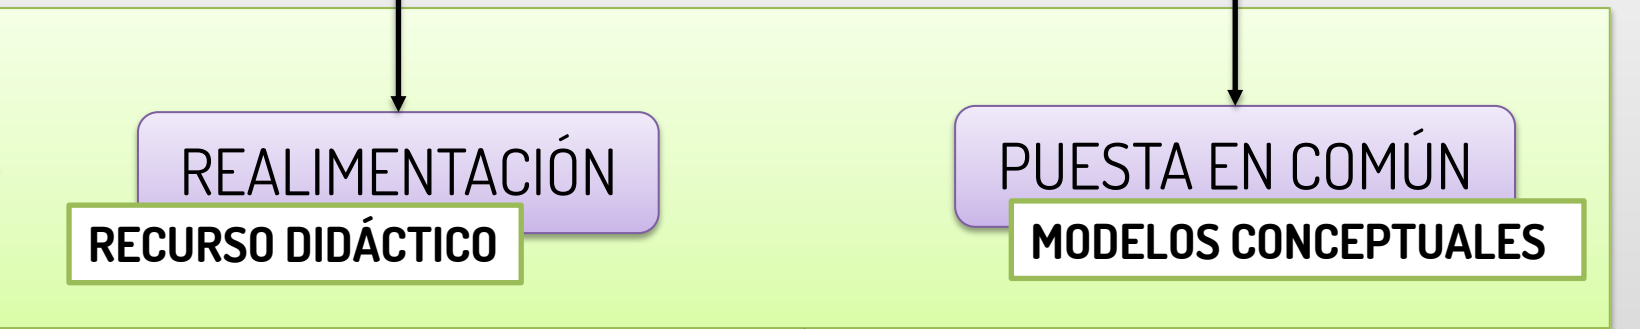 REALIMENTACIÓN
RECURSO DIDÁCTICO
PUESTA EN COMÚN
MODELOS CONCEPTUALES